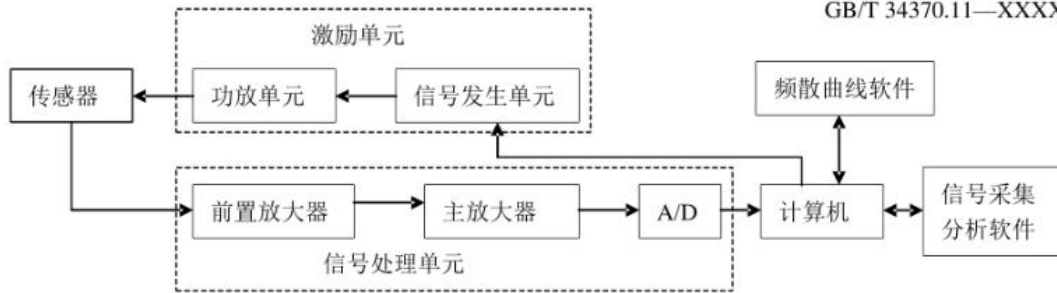 GB/T 34370.11—XXXX
激励单元
传感器
功放单元
信号发生单元
频散曲线软件
前置放大器
主放大器
A/D
计算机
信号采集
分析软件
信号处理单元